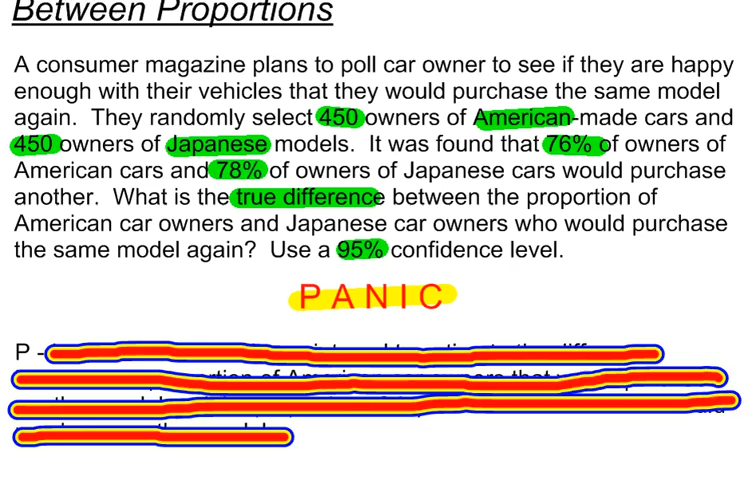 Between Proportions
A consumer magazine plans to poll car owner to see if they are happy
enough with their vehicles that they would purchase the same model
again. They randomly select 450 owners of American-made cars and
450 owners of Japanese models. It was found that 76% of owners of
American cars and 78% of owners of Japanese cars would purchase
another. What is the true difference between the proportion of
American car owners and Japanese car owners who would purchase
the same model again? Use a 95% confidence level.
P A N I C
P -